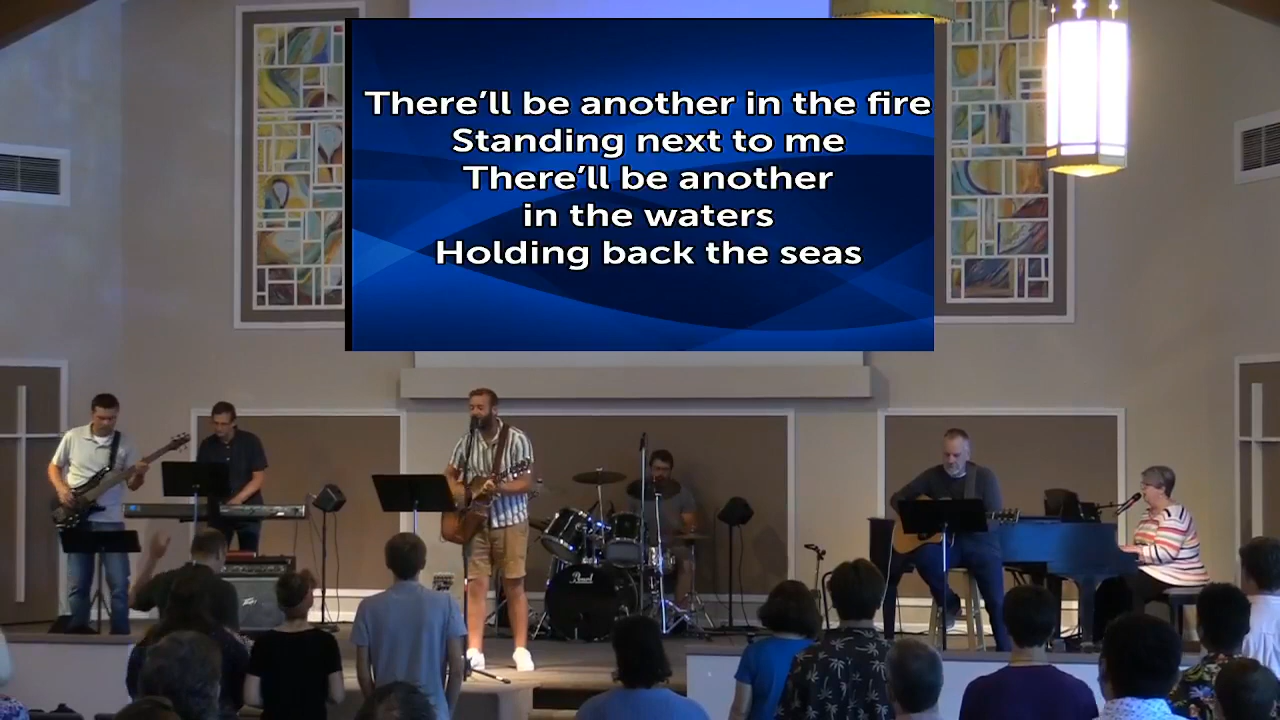 There’ll be another in the fire
Standing next to me
There’ll be another
in the waters
Holding back the seas
Pearl